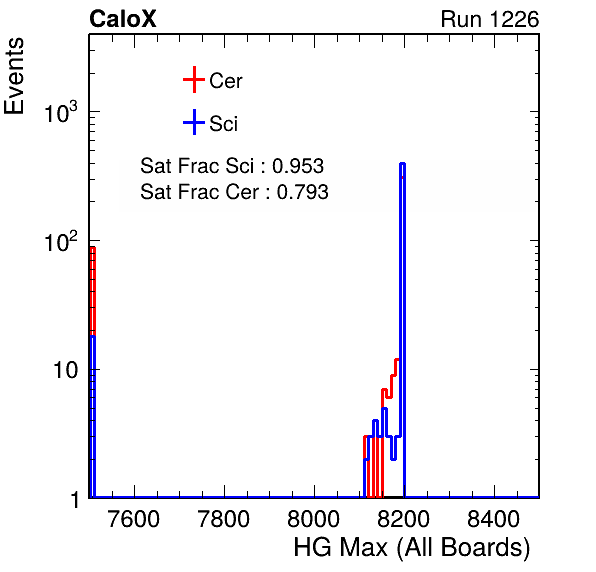 CaloX Run 1226
Events
Cer
Sci
Sat Frac Sci : 0.953
Sat Frac Cer : 0.793
10³
10²
10
1
7600 7800 8000 8200 8400
HG Max (All Boards)